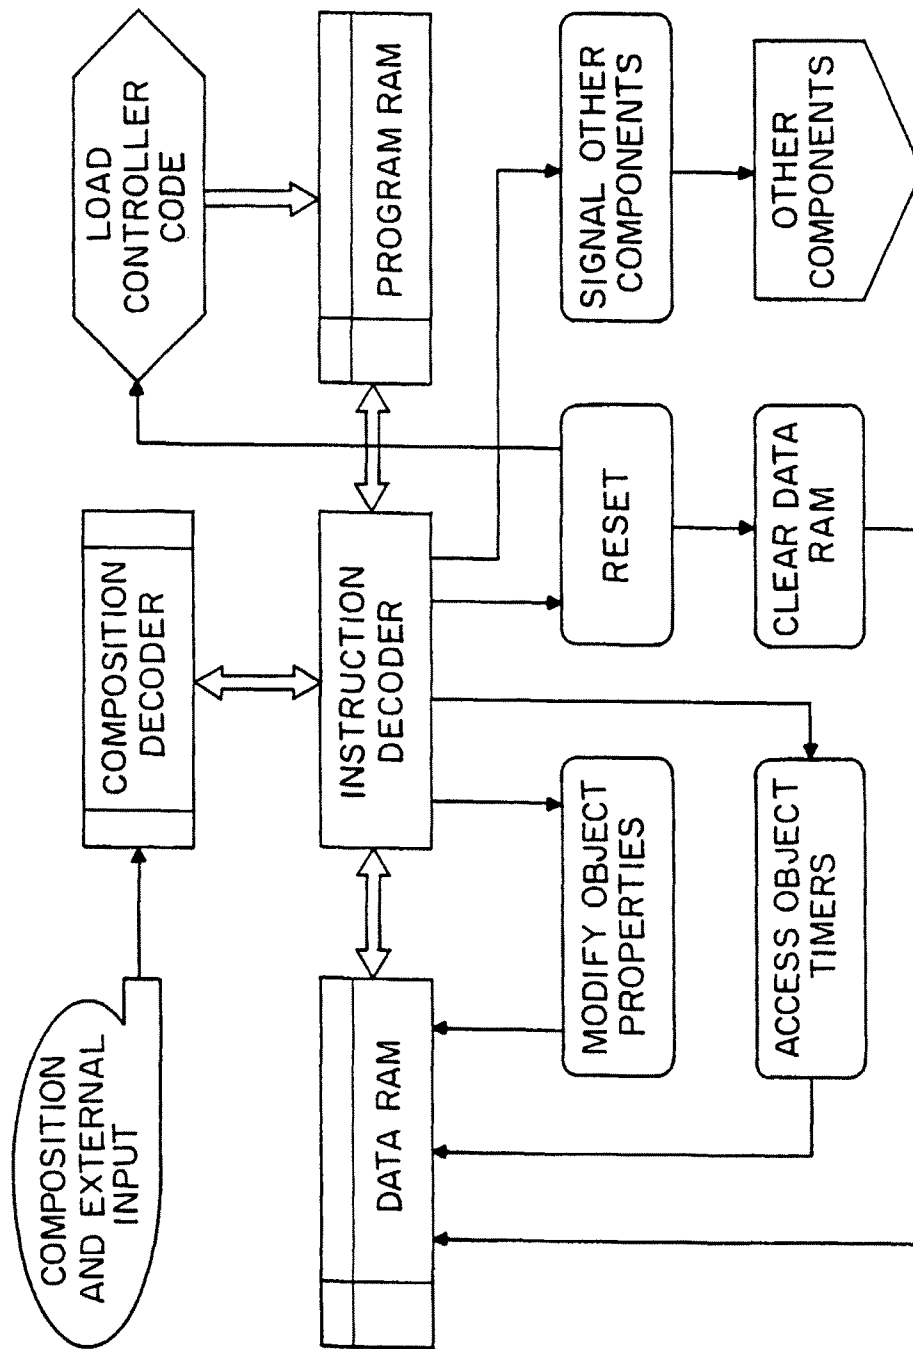 COMPOSITION
AND EXTERNAL
INPUT
COMPOSITION
DECODER
LOAD
CONTROLLER
CODE
DATA RAM
INSTRUCTION
DECODER
PROGRAM RAM
MODIFY OBJECT
PROPERTIES
RESET
SIGNAL OTHER
COMPONENTS
ACCESS OBJECT
TIMERS
CLEAR DATA
RAM
OTHER
COMPONENTS